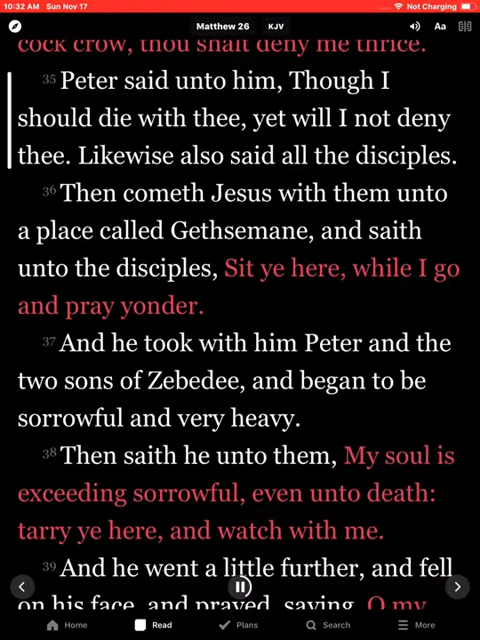 10:32 AM Sun Nov 17 Not Charging
Matthew 26 KJV Aa
cock crow, thou shalt deny me thrice.
35 Peter said unto him, Though I
should die with thee, yet will I not deny
thee. Likewise also said all the disciples.
36 Then cometh Jesus with them unto
a place called Gethsemane, and saith
unto the disciples, Sit ye here, while I go
and pray yonder.
37 And he took with him Peter and the
two sons of Zebedee, and began to be
sorrowful and very heavy.
38 Then saith he unto them, My soul is
exceeding sorrowful, even unto death:
tarry ye here, and watch with me.
39 And he went a little further, and fell
on his face, and prayed, saying, O my
Home Read Plans Search More